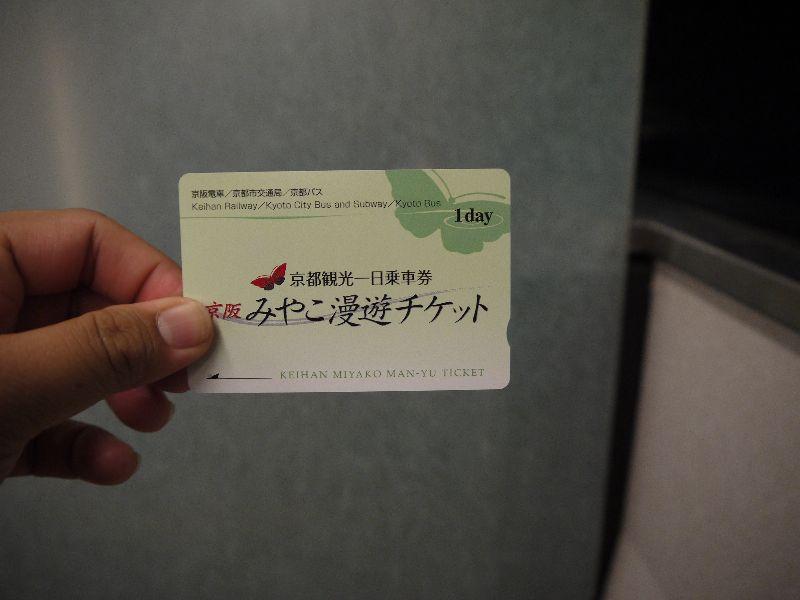 京阪電車／京都市交通局／京都バス
Keihan Railway／Kyoto City Bus and Subway／Kyoto Bus
1day
京都観光一日乗車券
京阪 みやこ漫遊チケット
KEIHAN MIYAKO MAN-YU TICKET